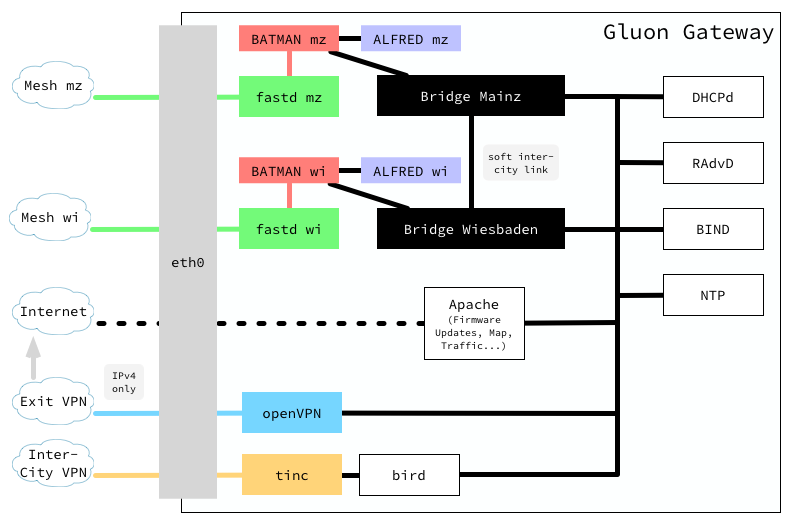 Gluon Gateway
BATMAN mz
ALFRED mz
Mesh mz
fastd mz
Bridge Mainz
DHCPd
soft inter-
city link
RAdvD
BATMAN wi
ALFRED wi
Mesh wi
fastd wi
Bridge Wiesbaden
BIND
eth0
NTP
Internet
Apache
(Firmware
Updates, Map,
Traffic...)
IPv4
only
Exit VPN
openVPN
Inter-
City VPN
tinc
bird